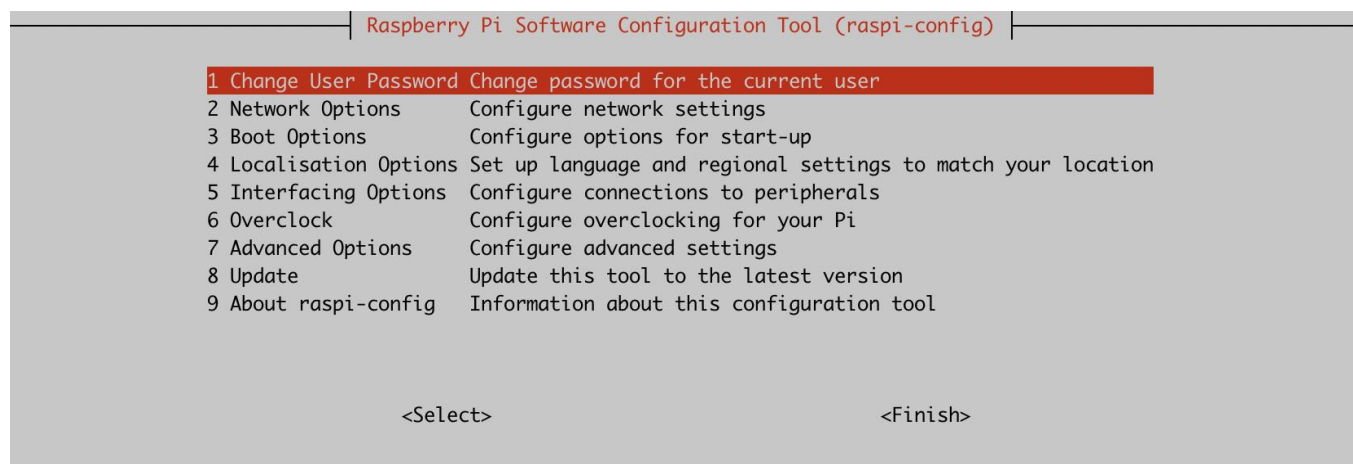 Raspberry Pi Software Configuration Tool (raspi-config)
1 Change User Password Change password for the current user
2 Network Options Configure network settings
3 Boot Options Configure options for start-up
4 Localisation Options Set up language and regional settings to match your location
5 Interfacing Options Configure connections to peripherals
6 Overclock Configure overclocking for your Pi
7 Advanced Options Configure advanced settings
8 Update Update this tool to the latest version
9 About raspi-config Information about this configuration tool
<Select> <Finish>